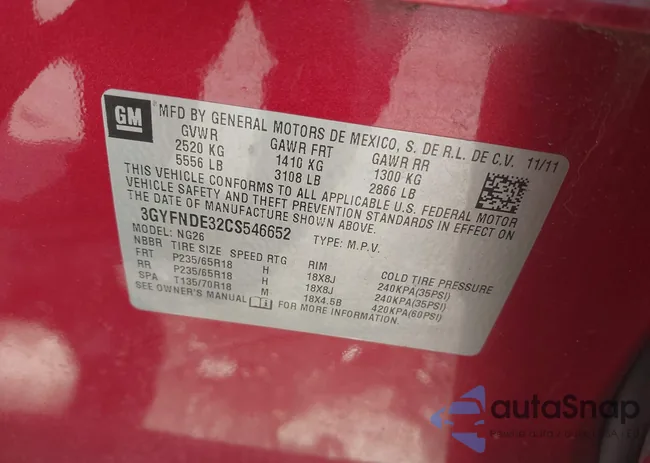 GM
MFD BY GENERAL MOTORS DE MEXICO, S. DE R.L. DE C.V. 11/11
GVWR GAWR FRT GAWR RR
2520 KG 1410 KG 1300 KG
5556 LB 3108 LB 2866 LB
THIS VEHICLE CONFORMS TO ALL APPLICABLE U.S. FEDERAL MOTOR
VEHICLE SAFETY AND THEFT PREVENTION STANDARDS IN EFFECT ON
THE DATE OF MANUFACTURE SHOWN ABOVE.
3GYFNDE32CS546652 TYPE: M.P.V.
MODEL: NG26
NBBR TIRE SIZE SPEED RTG RIM COLD TIRE PRESSURE
FRT P235/65R18 H 18X8J 240KPA(35PSI)
RR P235/65R18 H 18X8J 240KPA(35PSI)
SPA T135/70R18 M 18X4.5B 420KPA(60PSI)
SEE OWNER'S MANUAL FOR MORE INFORMATION.
autoSnap